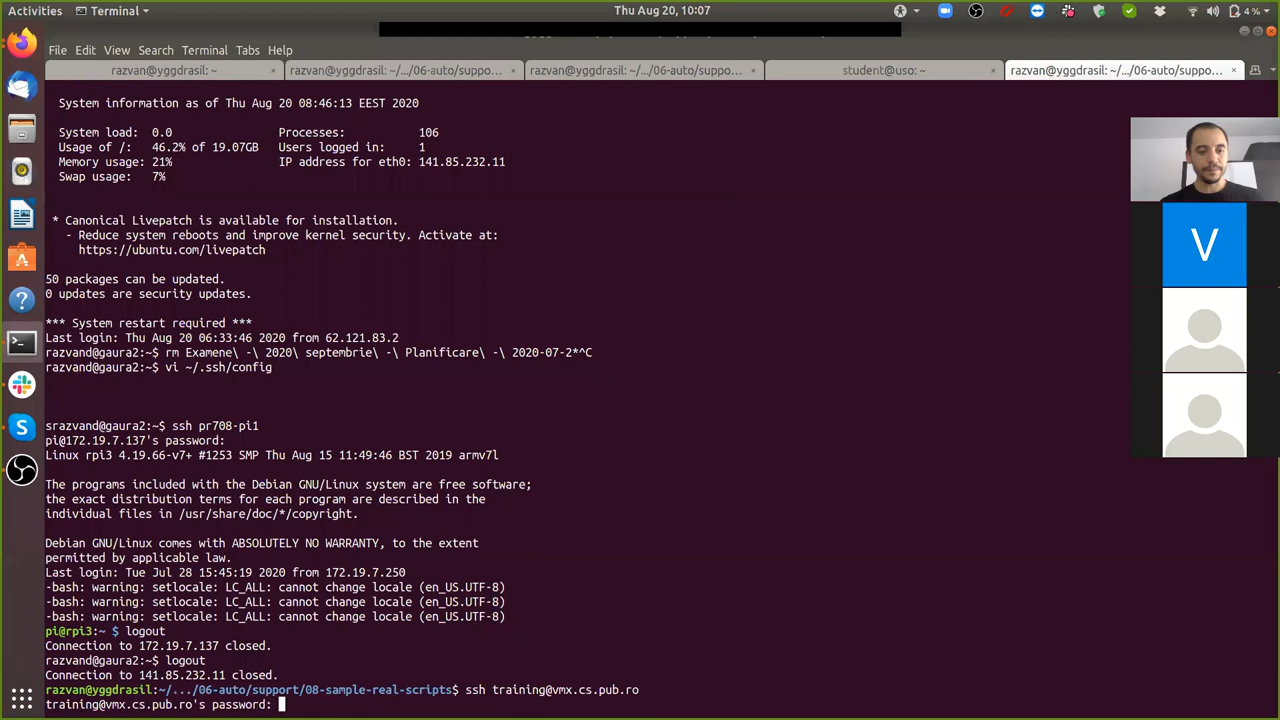 Activities
Terminal
Thu Aug 20, 10:07
4 %
File Edit View Search Terminal Tabs Help
razvan@yggdrasil: ~
razvan@yggdrasil: ~/.../06-auto/suppo...
razvan@yggdrasil: ~/.../06-auto/suppo...
student@uso: ~
razvan@yggdrasil: ~/.../06-auto/suppo...
System information as of Thu Aug 20 08:46:13 EEST 2020
System load: 0.0 Processes: 106
Usage of /: 46.2% of 19.07GB Users logged in: 1
Memory usage: 21% IP address for eth0: 141.85.232.11
Swap usage: 7%
* Canonical Livepatch is available for installation.
- Reduce system reboots and improve kernel security. Activate at:
https://ubuntu.com/livepatch
50 packages can be updated.
0 updates are security updates.
*** System restart required ***
Last login: Thu Aug 20 06:33:46 2020 from 62.121.83.2
razvand@gaura2:~$ rm Examene\ -\ 2020\ septembrie\ -\ Planificare\ -\ 2020-07-2*^C
razvand@gaura2:~$ vi ~/.ssh/config
srazvand@gaura2:~$ ssh pr708-pi1
pi@172.19.7.137's password:
Linux rpi3 4.19.66-v7+ #1253 SMP Thu Aug 15 11:49:46 BST 2019 armv7l
The programs included with the Debian GNU/Linux system are free software;
the exact distribution terms for each program are described in the
individual files in /usr/share/doc/*/copyright.
Debian GNU/Linux comes with ABSOLUTELY NO WARRANTY, to the extent
permitted by applicable law.
Last login: Tue Jul 28 15:45:19 2020 from 172.19.7.250
-bash: warning: setlocale: LC_ALL: cannot change locale (en_US.UTF-8)
-bash: warning: setlocale: LC_ALL: cannot change locale (en_US.UTF-8)
-bash: warning: setlocale: LC_ALL: cannot change locale (en_US.UTF-8)
pi@rpi3:~ $ logout
Connection to 172.19.7.137 closed.
razvand@gaura2:~$ logout
Connection to 141.85.232.11 closed.
razvan@yggdrasil:~/.../06-auto/support/08-sample-real-scripts$ ssh training@vmx.cs.pub.ro
training@vmx.cs.pub.ro's password:
V